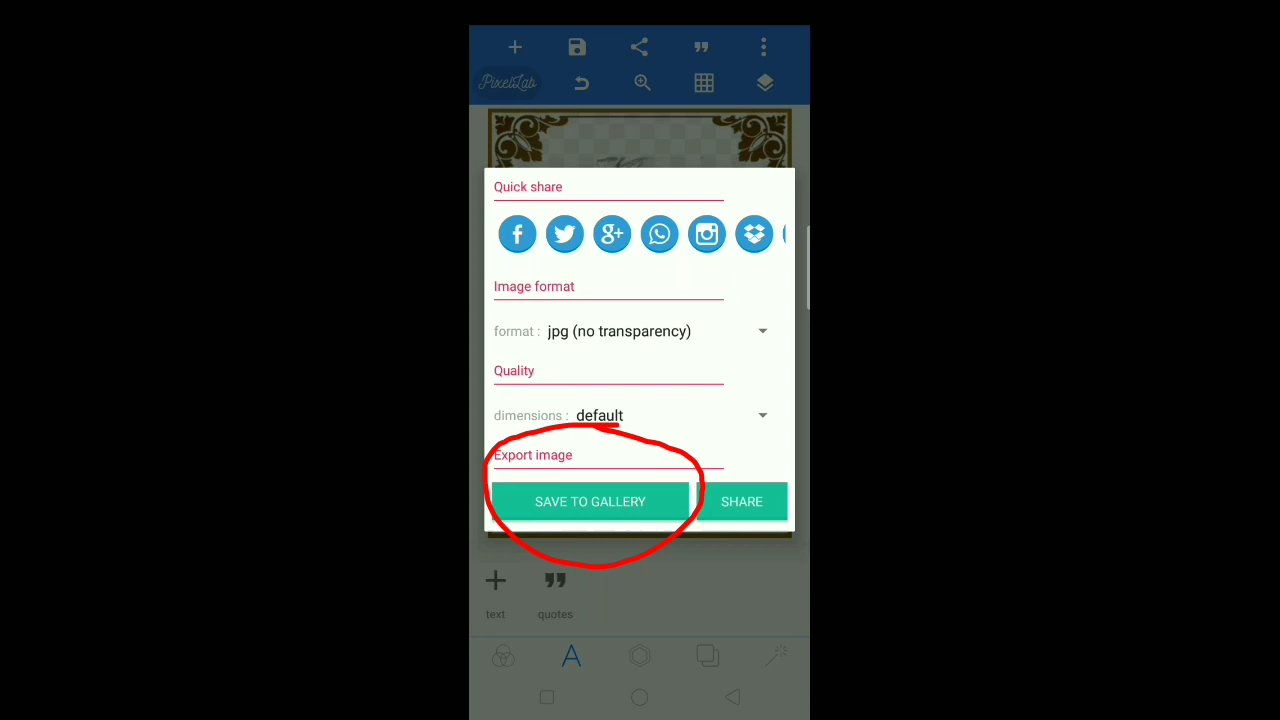 PixelLab
Quick share
Image format
format : jpg (no transparency)
Quality
dimensions : default
Export image
SAVE TO GALLERY SHARE
text quotes